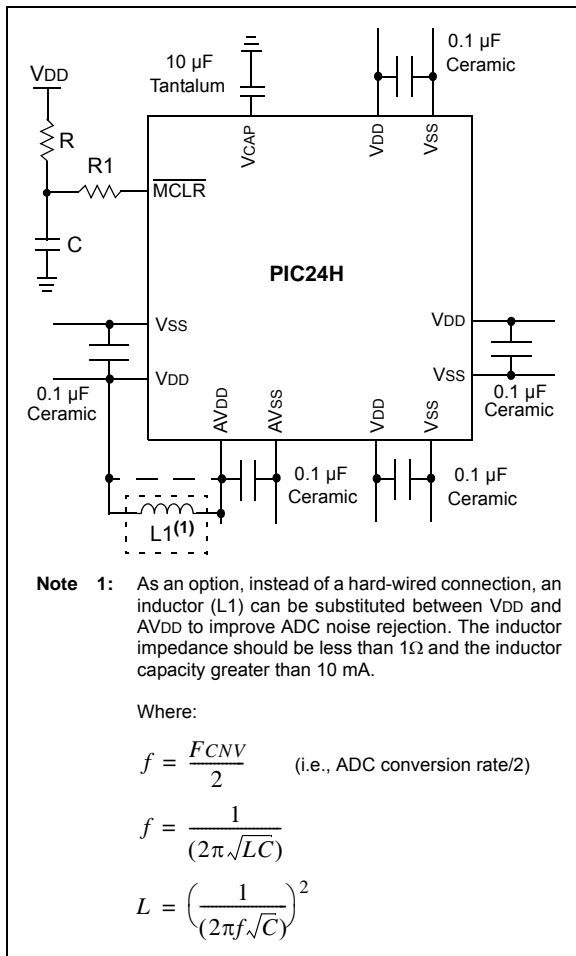 10 µF
Tantalum
0.1 µF
Ceramic
VDD
R
R1
C
VCAP
VDD
VSS
MCLR
PIC24H
VSS
VDD
VDD
VSS
0.1 µF
Ceramic
0.1 µF
Ceramic
AVDD
AVSS
VDD
VSS
0.1 µF
Ceramic
0.1 µF
Ceramic
L1(1)
Note 1: As an option, instead of a hard-wired connection, an
inductor (L1) can be substituted between VDD and
AVDD to improve ADC noise rejection. The inductor
impedance should be less than 1Ω and the inductor
capacity greater than 10 mA.
Where:
f = FCNV / 2 (i.e., ADC conversion rate/2)
f = 1 / (2π√LC)
L = (1 / (2πf√C))²